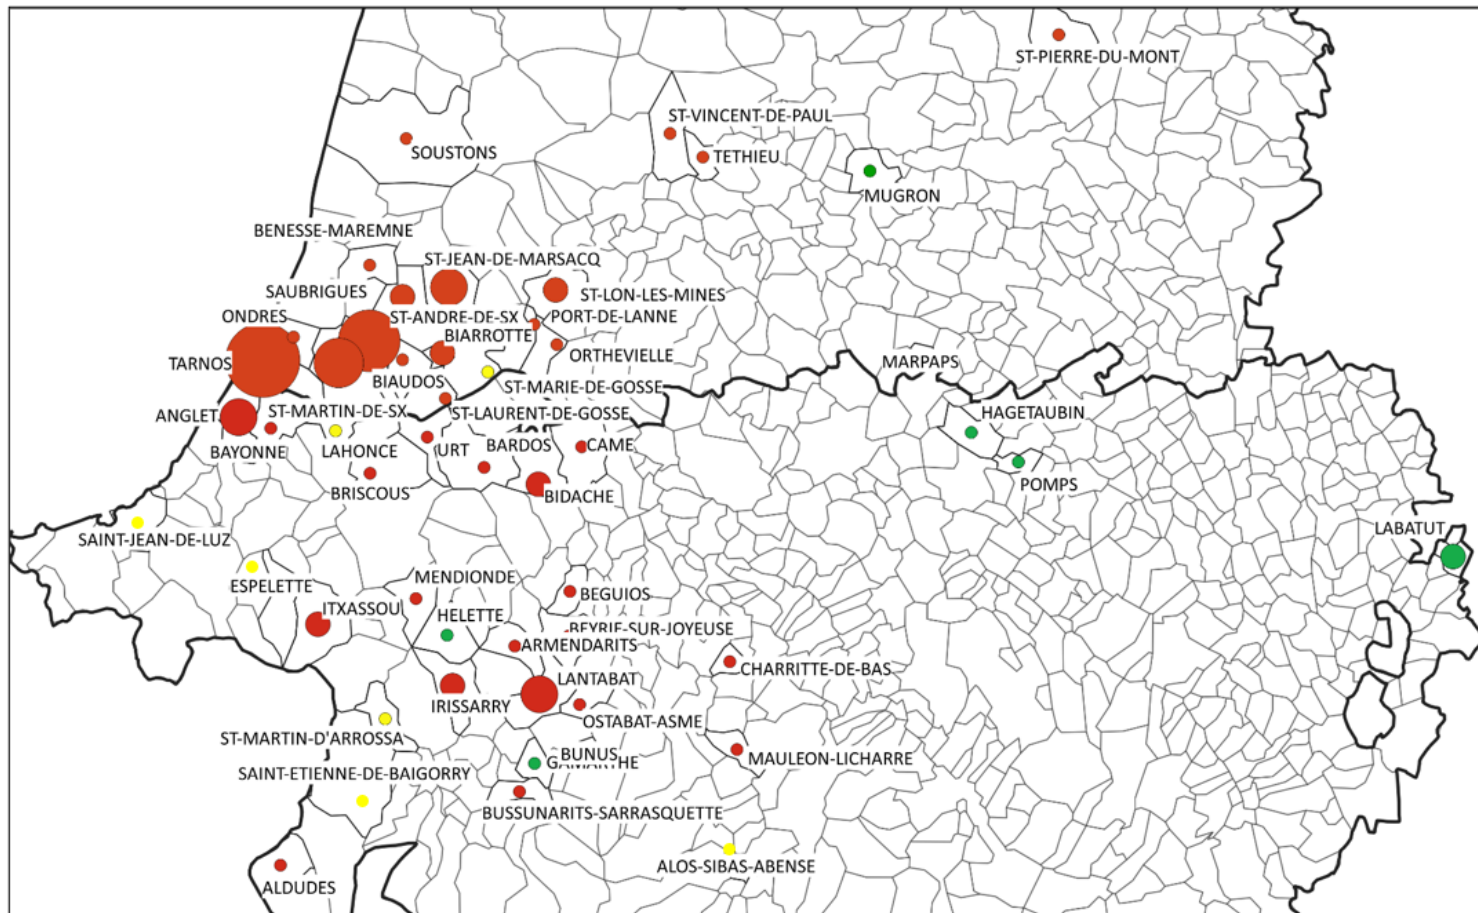 ST-PIERRE-DU-MONT
ST-VINCENT-DE-PAUL
SOUSTONS
TETHIEU
MUGRON
BENESSE-MAREMNE
ST-JEAN-DE-MARSACQ
SAUBRIGUES
ST-LON-LES-MINES
ONDRES
ST-ANDRE-DE-SX
PORT-DE-LANNE
BIARROTTE
ORTHEVIELLE
TARNOS
MARPAPS
BIAUDOS
ST-MARIE-DE-GOSSE
ANGLET
ST-MARTIN-DE-SX
ST-LAURENT-DE-GOSSE
HAGETAUBIN
BAYONNE
LAHONCE
URT
BARDOS
CAME
POMPS
BRISCOUS
BIDACHE
LABATUT
SAINT-JEAN-DE-LUZ
ESPELETTE
MENDIONDE
BEGUIOS
ITXASSOU
HELETTE
BEYRIE-SUR-JOYEUSE
ARMENDARITS
CHARRITTE-DE-BAS
LANTABAT
IRISSARRY
OSTABAT-ASME
ST-MARTIN-D'ARROSSA
BUNUS
GAMARTHE
MAULEON-LICHARRE
SAINT-ETIENNE-DE-BAIGORRY
BUSSUNARITS-SARRASQUETTE
ALOS-SIBAS-ABENSE
ALDUDES